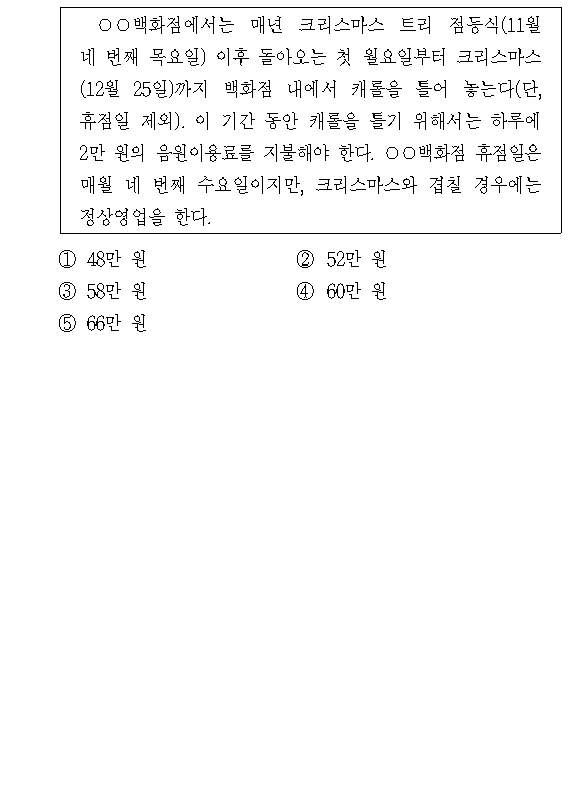 ○○백화점에서는 매년 크리스마스 트리 점등식(11월
네 번째 목요일) 이후 돌아오는 첫 월요일부터 크리스마스
(12월 25일)까지 백화점 내에서 캐롤을 틀어 놓는다(단,
휴점일 제외). 이 기간 동안 캐롤을 틀기 위해서는 하루에
2만 원의 음원이용료를 지불해야 한다. ○○백화점 휴점일은
매월 네 번째 수요일이지만, 크리스마스와 겹칠 경우에는
정상영업을 한다.
① 48만 원 ② 52만 원
③ 58만 원 ④ 60만 원
⑤ 66만 원